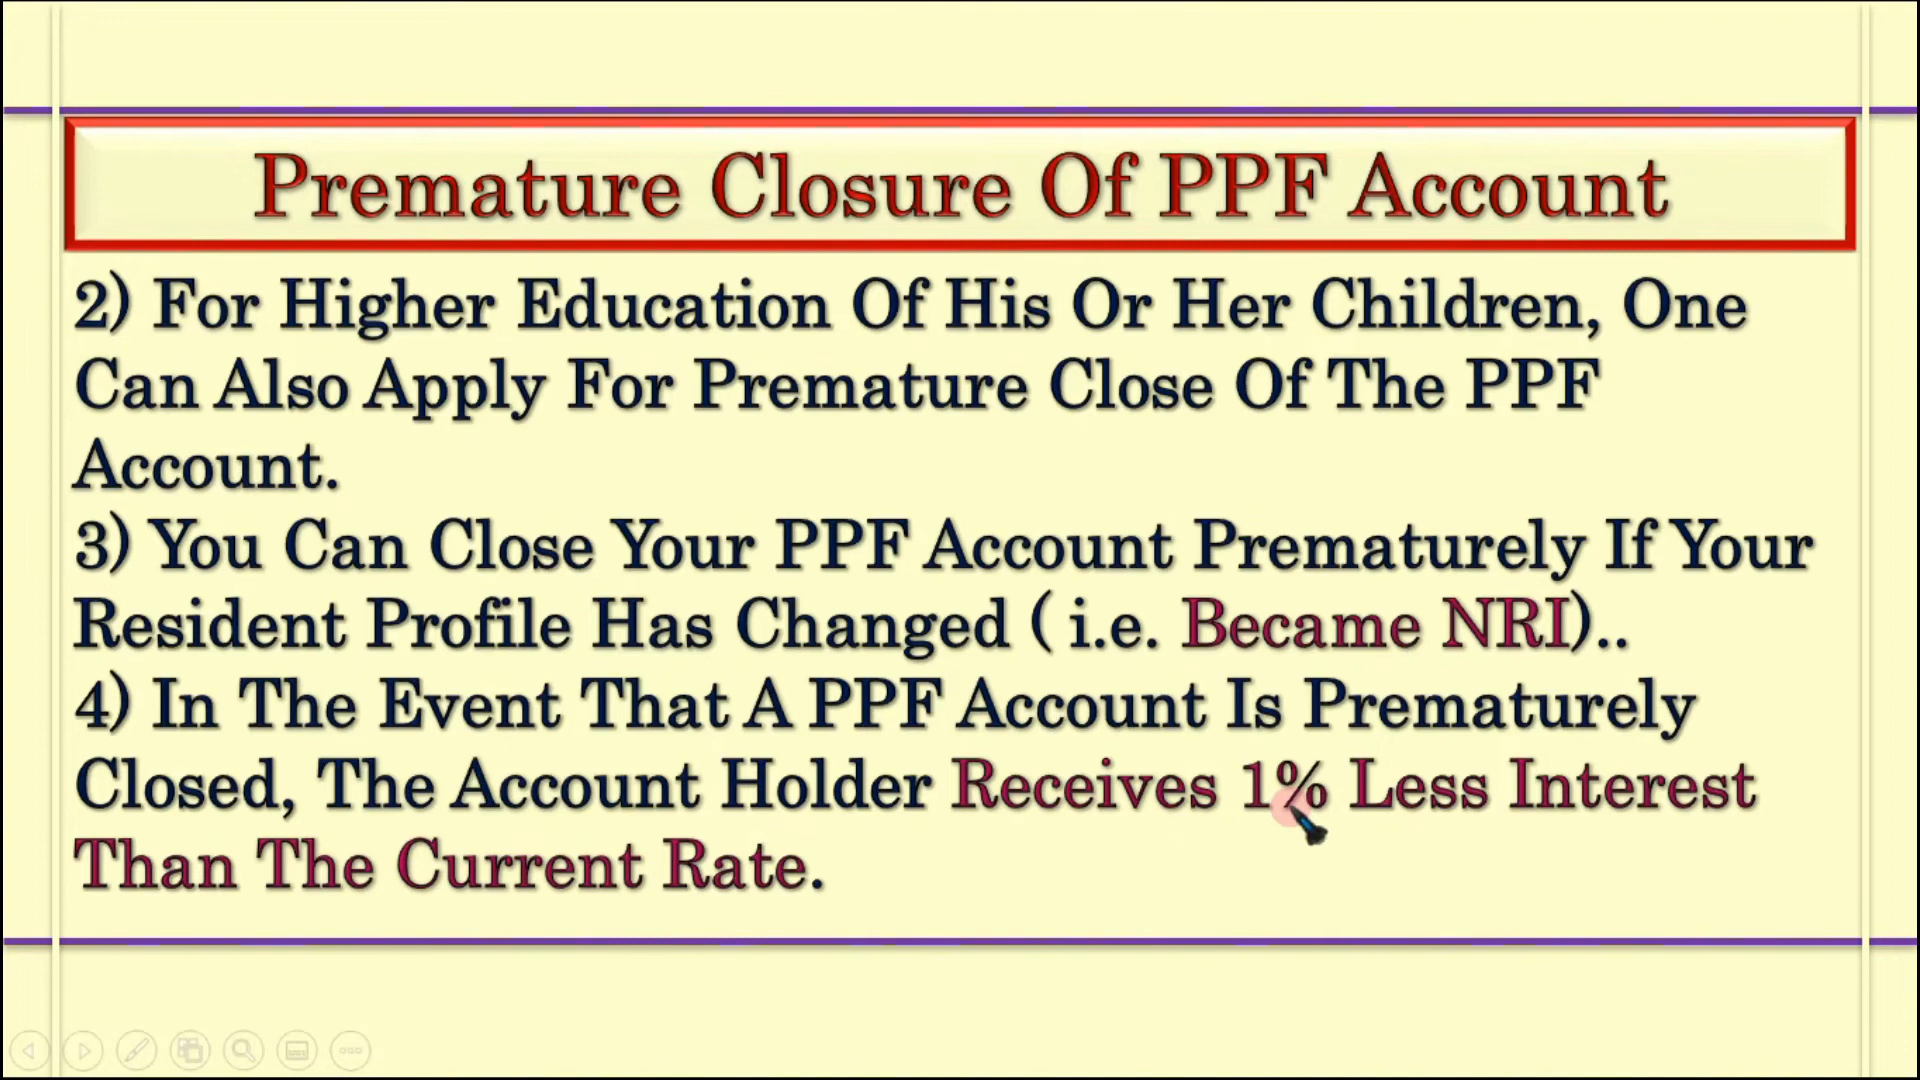 Premature Closure Of PPF Account
2) For Higher Education Of His Or Her Children, One
Can Also Apply For Premature Close Of The PPF
Account.
3) You Can Close Your PPF Account Prematurely If Your
Resident Profile Has Changed ( i.e. Became NRI)..
4) In The Event That A PPF Account Is Prematurely
Closed, The Account Holder Receives 1% Less Interest
Than The Current Rate.